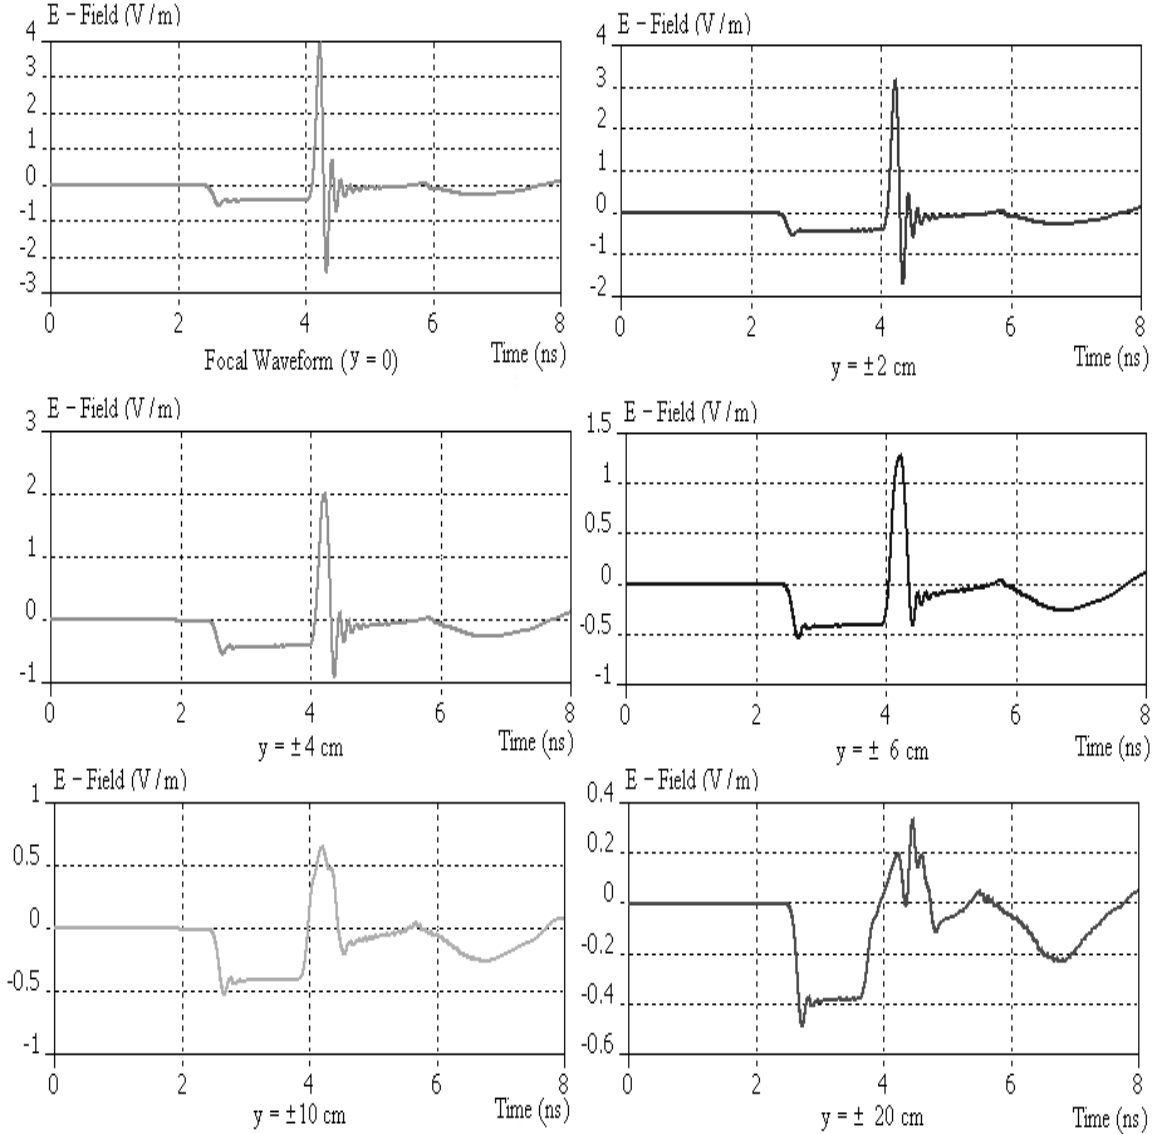 E - Field (V/m)
4
3
2
1
0
-1
-2
-3
0 2 4 6 8
Focal Waveform (y = 0)
Time (ns)
E - Field (V/m)
4
3
2
1
0
-1
-2
0 2 4 6 8
y = ±2 cm
Time (ns)
E - Field (V/m)
3
2
1
0
-1
0 2 4 6 8
y = ±4 cm
Time (ns)
E - Field (V/m)
1.5
1
0.5
0
-0.5
-1
0 2 4 6 8
y = ± 6 cm
Time (ns)
E - Field (V/m)
1
0.5
0
-0.5
-1
0 2 4 6 8
y = ±10 cm
Time (ns)
E - Field (V/m)
0.4
0.2
0
-0.2
-0.4
-0.6
0 2 4 6 8
y = ± 20 cm
Time (ns)